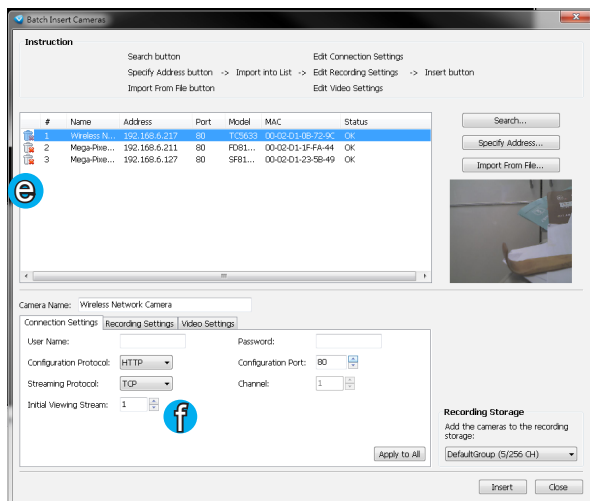 Batch Insert Cameras
Instruction
Search button Edit Connection Settings
Specify Address button -> Import into List -> Edit Recording Settings -> Insert button
Import From File button Edit Video Settings
# Name Address Port Model MAC Status
1 Wireless N... 192.168.6.217 80 TC5633 00-02-D1-0B-72-9C OK
2 Mega-Pixe... 192.168.6.211 80 FD81... 00-02-D1-1F-FA-44 OK
3 Mega-Pixe... 192.168.6.127 80 SF81... 00-02-D1-23-5B-49 OK
Search...
Specify Address...
Import From File...
e
Camera Name: Wireless Network Camera
Connection Settings Recording Settings Video Settings
User Name: Password:
Configuration Protocol: HTTP Configuration Port: 80
Streaming Protocol: TCP Channel: 1
Initial Viewing Stream: 1
f
Apply to All
Recording Storage
Add the cameras to the recording
storage:
DefaultGroup (5/256 CH)
Insert Close